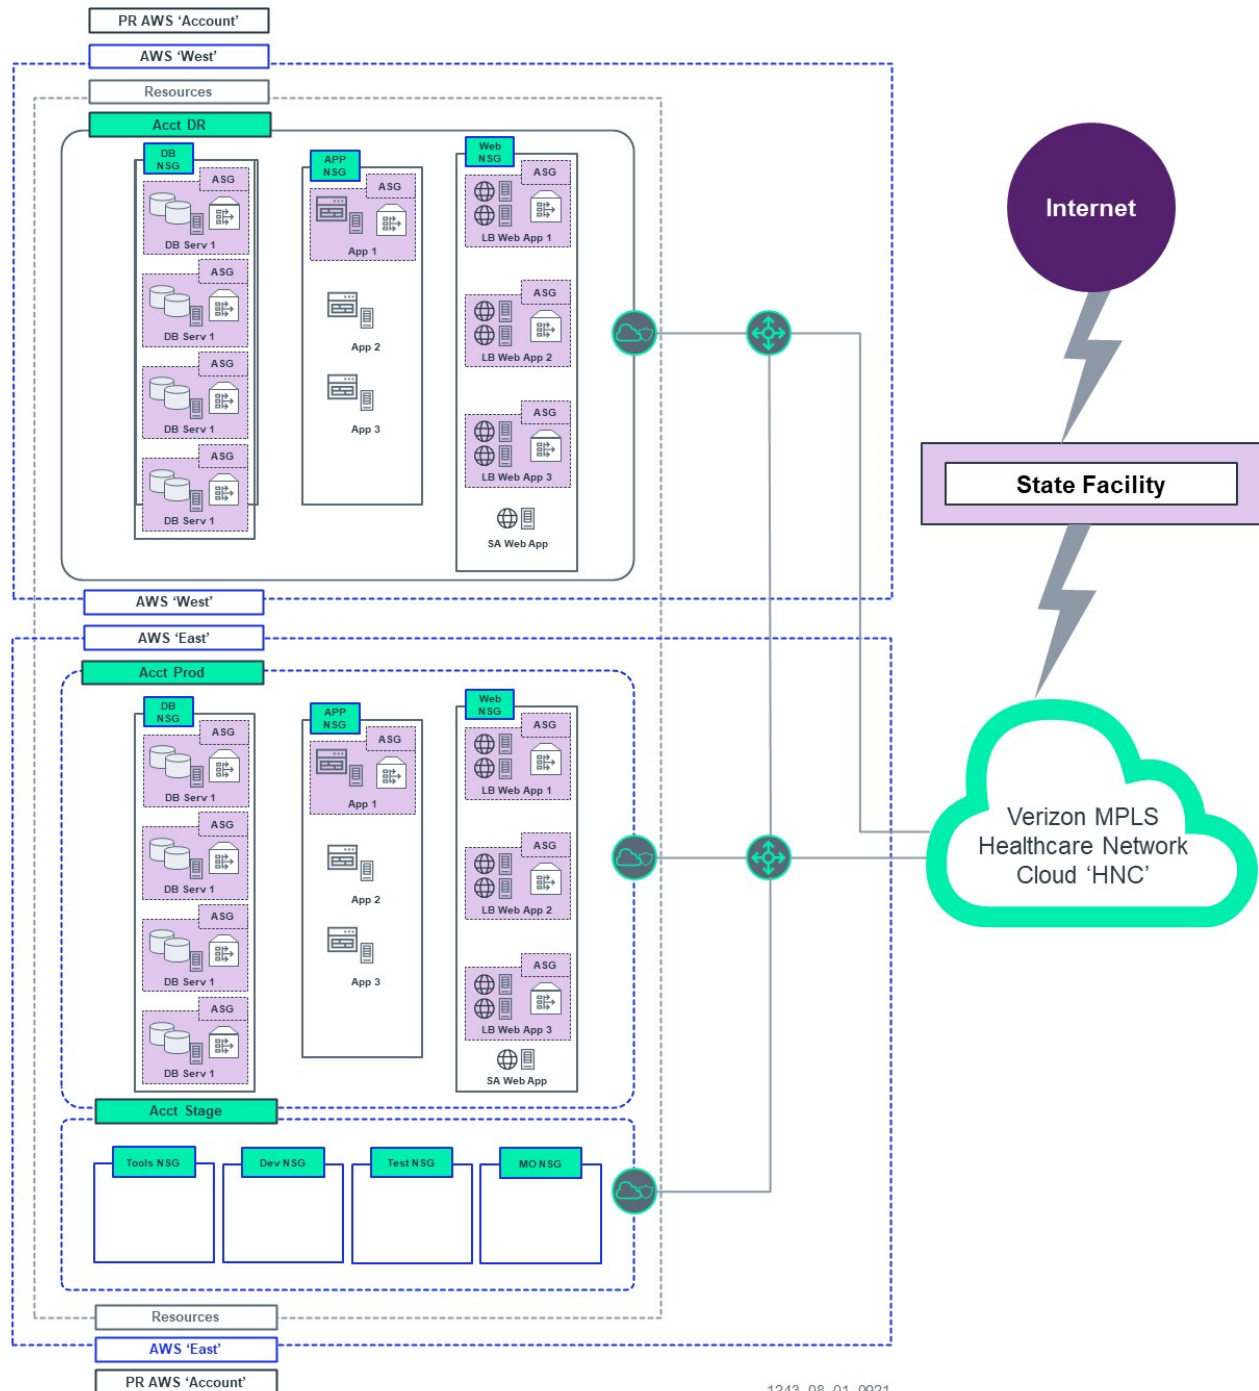 PR AWS ‘Account’
AWS ‘West’
Resources
Acct DR
DB
NSG
ASG
DB Serv 1
ASG
DB Serv 1
ASG
DB Serv 1
ASG
DB Serv 1
APP
NSG
ASG
App 1
App 2
App 3
Web
NSG
ASG
LB Web App 1
ASG
LB Web App 2
ASG
LB Web App 3
SA Web App
AWS ‘West’
AWS ‘East’
Acct Prod
DB
NSG
ASG
DB Serv 1
ASG
DB Serv 1
ASG
DB Serv 1
ASG
DB Serv 1
APP
NSG
ASG
App 1
App 2
App 3
Web
NSG
ASG
LB Web App 1
ASG
LB Web App 2
ASG
LB Web App 3
SA Web App
Acct Stage
Tools NSG
Dev NSG
Test NSG
MO NSG
Resources
AWS ‘East’
PR AWS ‘Account’
Internet
State Facility
Verizon MPLS
Healthcare Network
Cloud ‘HNC’
1243_08_01_0921